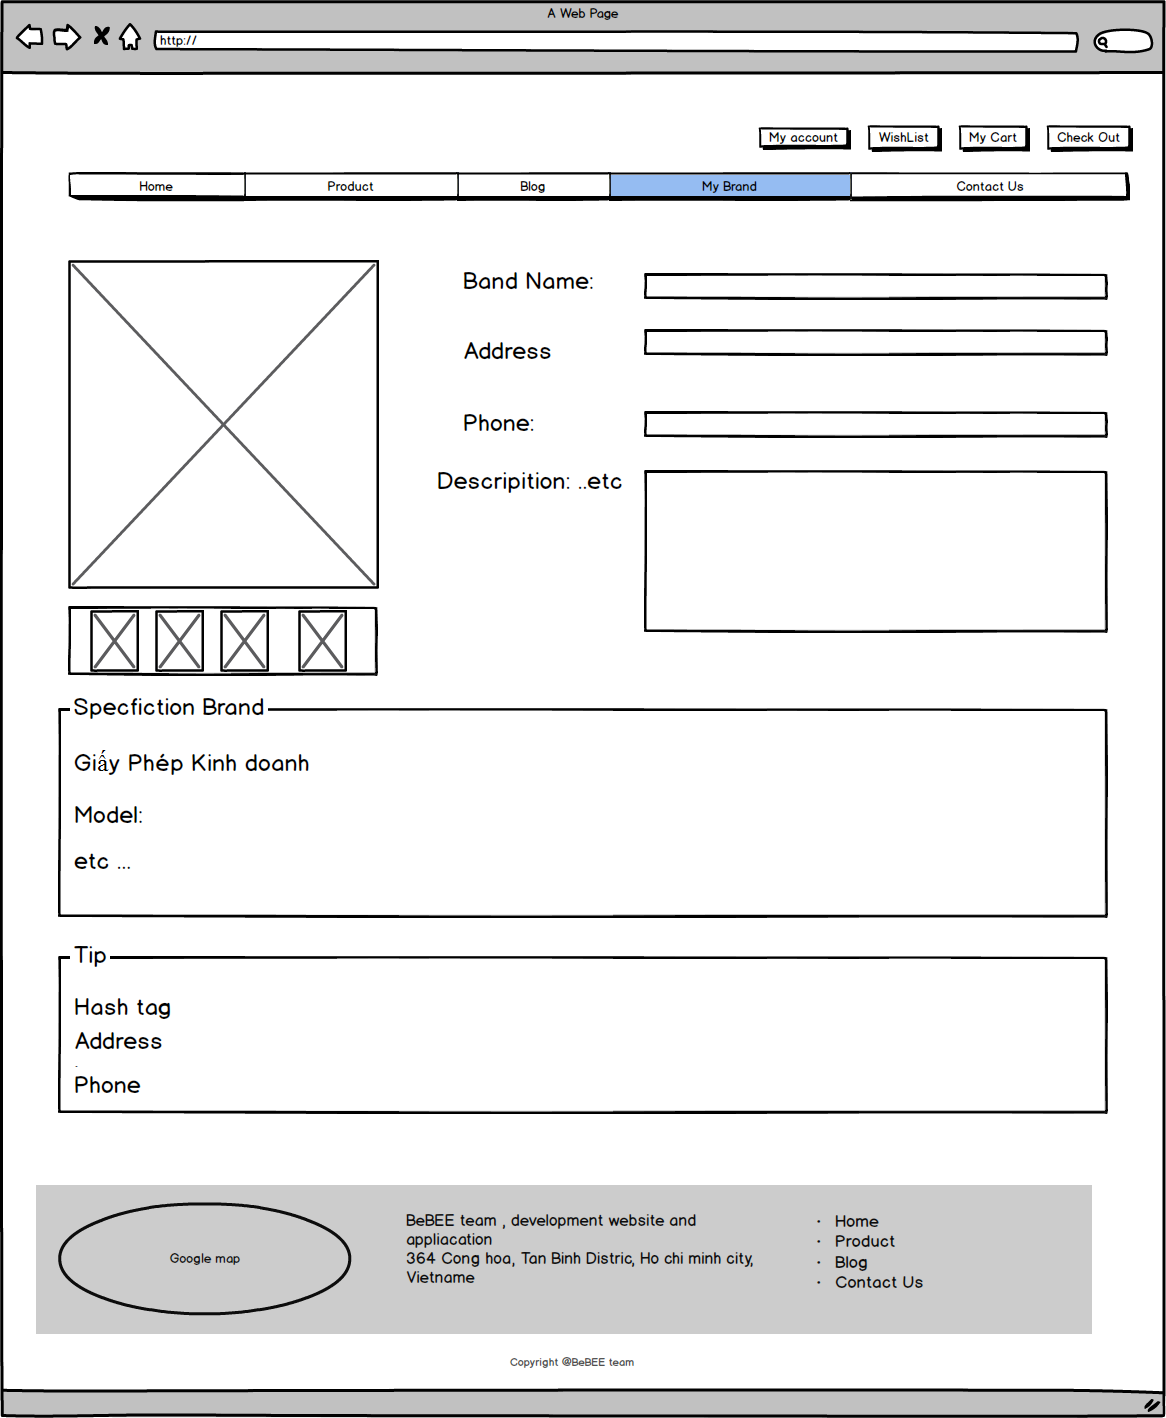 A Web Page
http://
My account WishList My Cart Check Out
Home Product Blog My Brand Contact Us
Band Name:
Address
Phone:
Descripition: ..etc
Specfiction Brand
Giấy Phép Kinh doanh
Model:
etc ...
Tip
Hash tag
Address
.
Phone
Google map
BeBEE team , development website and
appliacation
364 Cong hoa, Tan Binh Distric, Ho chi minh city,
Vietname
• Home
• Product
• Blog
• Contact Us
Copyright @BeBEE team